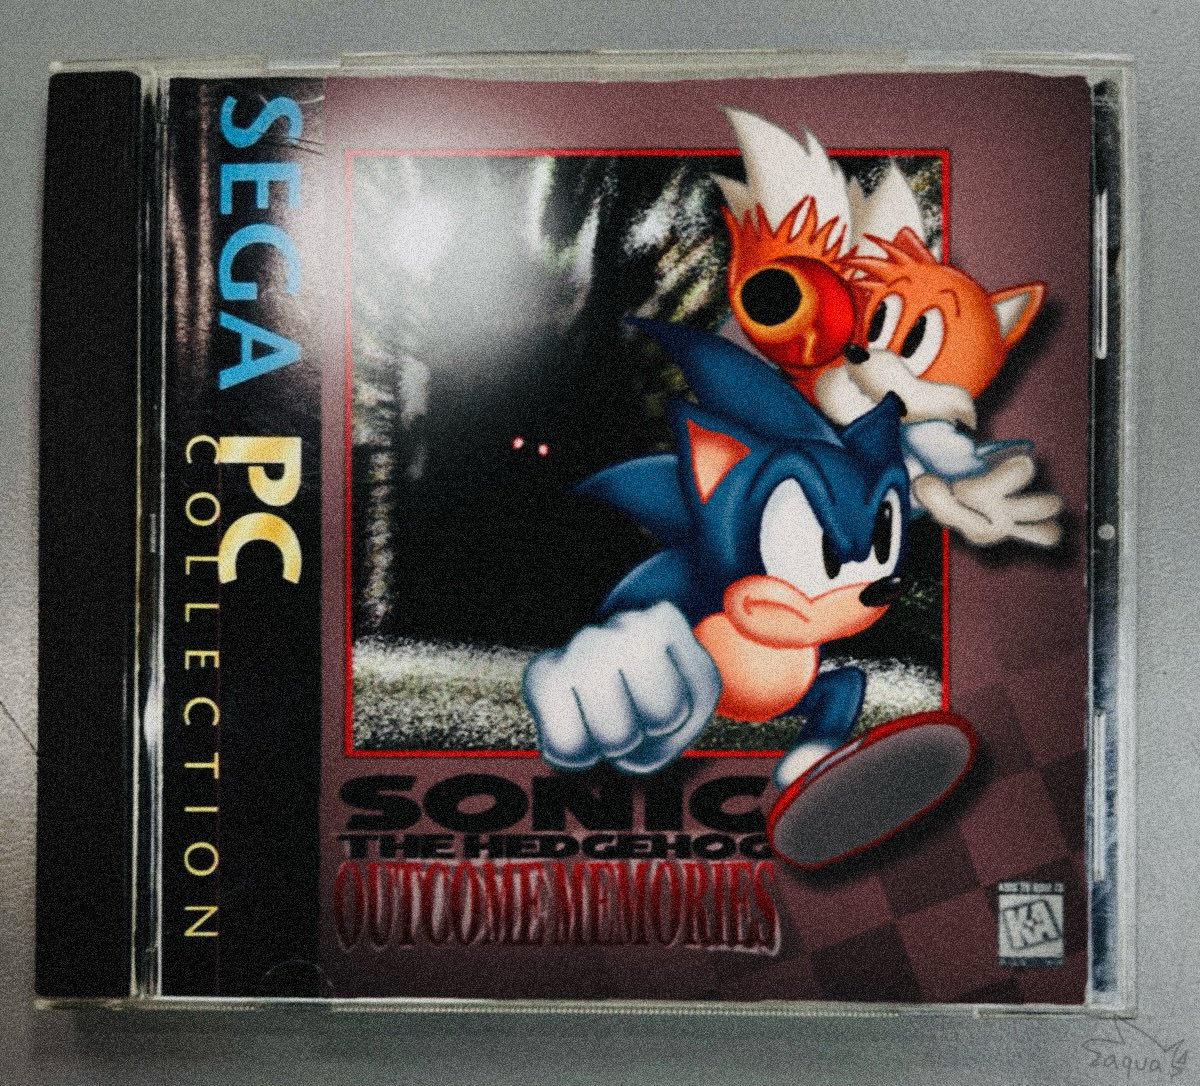 SEGA
PC
COLLECTION
SONIC
THE HEDGEHOG
OUTCOME MEMORIES
K-A